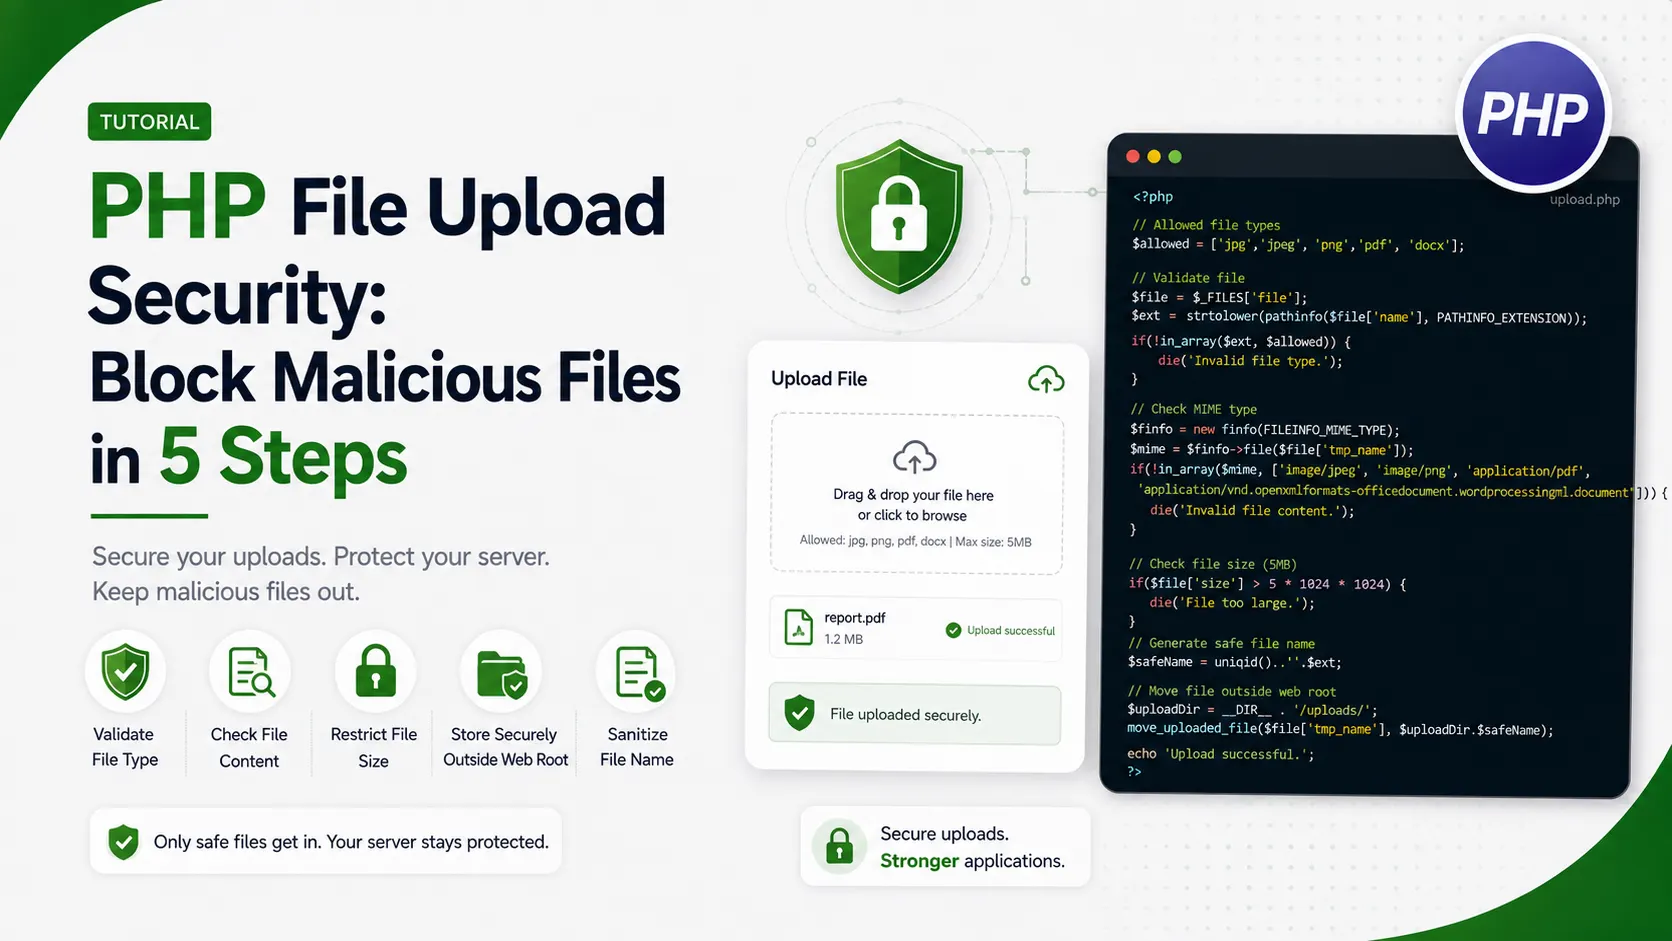 TUTORIAL
PHP File Upload
Security:
Block Malicious Files
in 5 Steps
Secure your uploads. Protect your server.
Keep malicious files out.
Validate
File Type
Check File
Content
Restrict File
Size
Store Securely
Outside Web Root
Sanitize
File Name
Only safe files get in. Your server stays protected.
Upload File
Drag & drop your file here
or click to browse
Allowed: jpg, png, pdf, docx | Max size: 5MB
report.pdf
1.2 MB
Upload successful
File uploaded securely.
Secure uploads.
Stronger applications.
PHP
upload.php
<?php
// Allowed file types
$allowed = ['jpg','jpeg', 'png','pdf', 'docx'];
// Validate file
$file = $_FILES['file'];
$ext = strtolower(pathinfo($file['name'], PATHINFO_EXTENSION));
if(!in_array($ext, $allowed)) {
die('Invalid file type.');
}
// Check MIME type
$finfo = new finfo(FILEINFO_MIME_TYPE);
$mime = $finfo->file($file['tmp_name']);
if(!in_array($mime, ['image/jpeg', 'image/png', 'application/pdf',
'application/vnd.openxmlformats-officedocument.wordprocessingml.document"])) {
die('Invalid file content.');
}
// Check file size (5MB)
if($file['size'] > 5 * 1024 * 1024) {
die('File too large.');
}
// Generate safe file name
$safeName = uniqid()..''.$ext;
// Move file outside web root
$uploadDir = __DIR__ . '/uploads/';
move_uploaded_file($file['tmp_name'], $uploadDir.$safeName);
echo 'Upload successful.';
?>